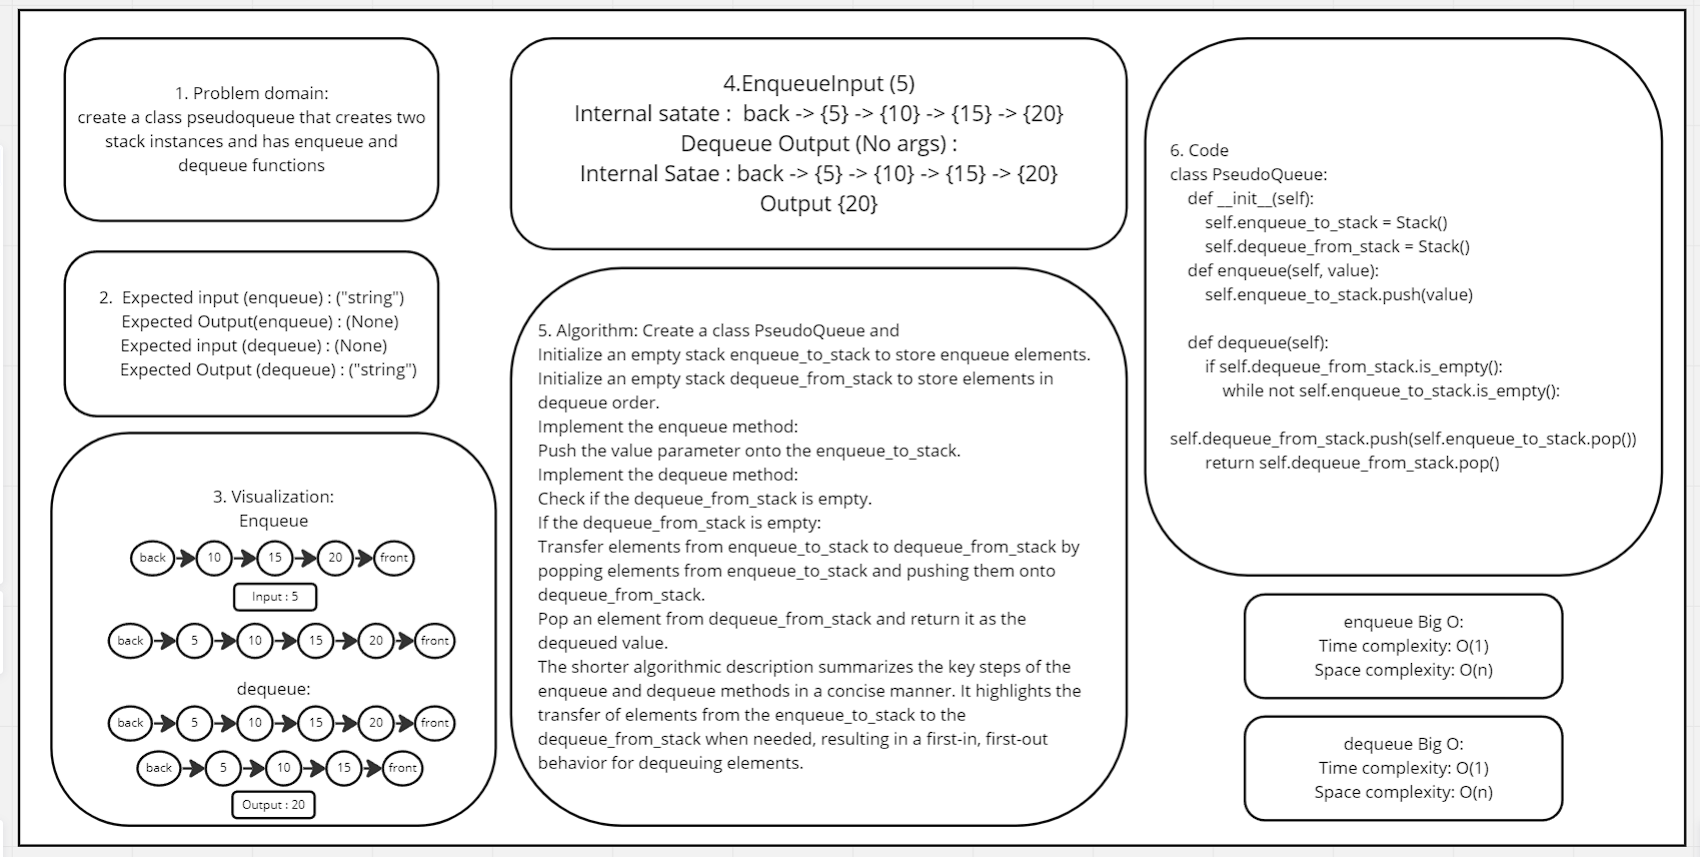 1. Problem domain:
create a class pseudoqueue that creates two
stack instances and has enqueue and
dequeue functions
2. Expected input (enqueue) : ("string")
Expected Output(enqueue) : (None)
Expected input (dequeue) : (None)
Expected Output (dequeue) : ("string")
3. Visualization:
Enqueue
back 10 15 20 front
Input : 5
back 5 10 15 20 front
dequeue:
back 5 10 15 20 front
back 5 10 15 front
Output : 20
4.EnqueueInput (5)
Internal satate : back -> {5} -> {10} -> {15} -> {20}
Dequeue Output (No args) :
Internal Satae : back -> {5} -> {10} -> {15} -> {20}
Output {20}
5. Algorithm: Create a class PseudoQueue and
Initialize an empty stack enqueue_to_stack to store enqueue elements.
Initialize an empty stack dequeue_from_stack to store elements in
dequeue order.
Implement the enqueue method:
Push the value parameter onto the enqueue_to_stack.
Implement the dequeue method:
Check if the dequeue_from_stack is empty.
If the dequeue_from_stack is empty:
Transfer elements from enqueue_to_stack to dequeue_from_stack by
popping elements from enqueue_to_stack and pushing them onto
dequeue_from_stack.
Pop an element from dequeue_from_stack and return it as the
dequeued value.
The shorter algorithmic description summarizes the key steps of the
enqueue and dequeue methods in a concise manner. It highlights the
transfer of elements from the enqueue_to_stack to the
dequeue_from_stack when needed, resulting in a first-in, first-out
behavior for dequeuing elements.
6. Code
class PseudoQueue:
def __init__(self):
self.enqueue_to_stack = Stack()
self.dequeue_from_stack = Stack()
def enqueue(self, value):
self.enqueue_to_stack.push(value)
def dequeue(self):
if self.dequeue_from_stack.is_empty():
while not self.enqueue_to_stack.is_empty():
self.dequeue_from_stack.push(self.enqueue_to_stack.pop())
return self.dequeue_from_stack.pop()
enqueue Big O:
Time complexity: O(1)
Space complexity: O(n)
dequeue Big O:
Time complexity: O(1)
Space complexity: O(n)